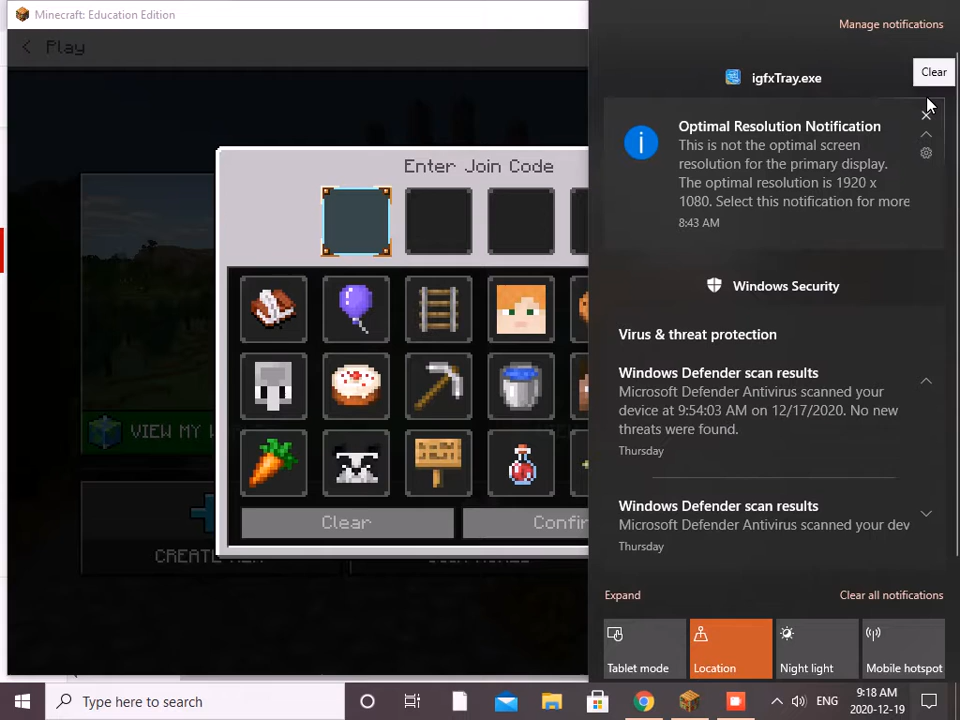 Minecraft: Education Edition
Play
Enter Join Code
Clear
Confir
VIEW MY W
CREATE NEW
Manage notifications
igfxTray.exe
Clear
Optimal Resolution Notification
This is not the optimal screen
resolution for the primary display.
The optimal resolution is 1920 x
1080. Select this notification for more
8:43 AM
Windows Security
Virus & threat protection
Windows Defender scan results
Microsoft Defender Antivirus scanned your
device at 9:54:03 AM on 12/17/2020. No new
threats were found.
Thursday
Windows Defender scan results
Microsoft Defender Antivirus scanned your dev
Thursday
Expand
Clear all notifications
Tablet mode
Location
Night light
Mobile hotspot
Type here to search
ENG
9:18 AM
2020-12-19